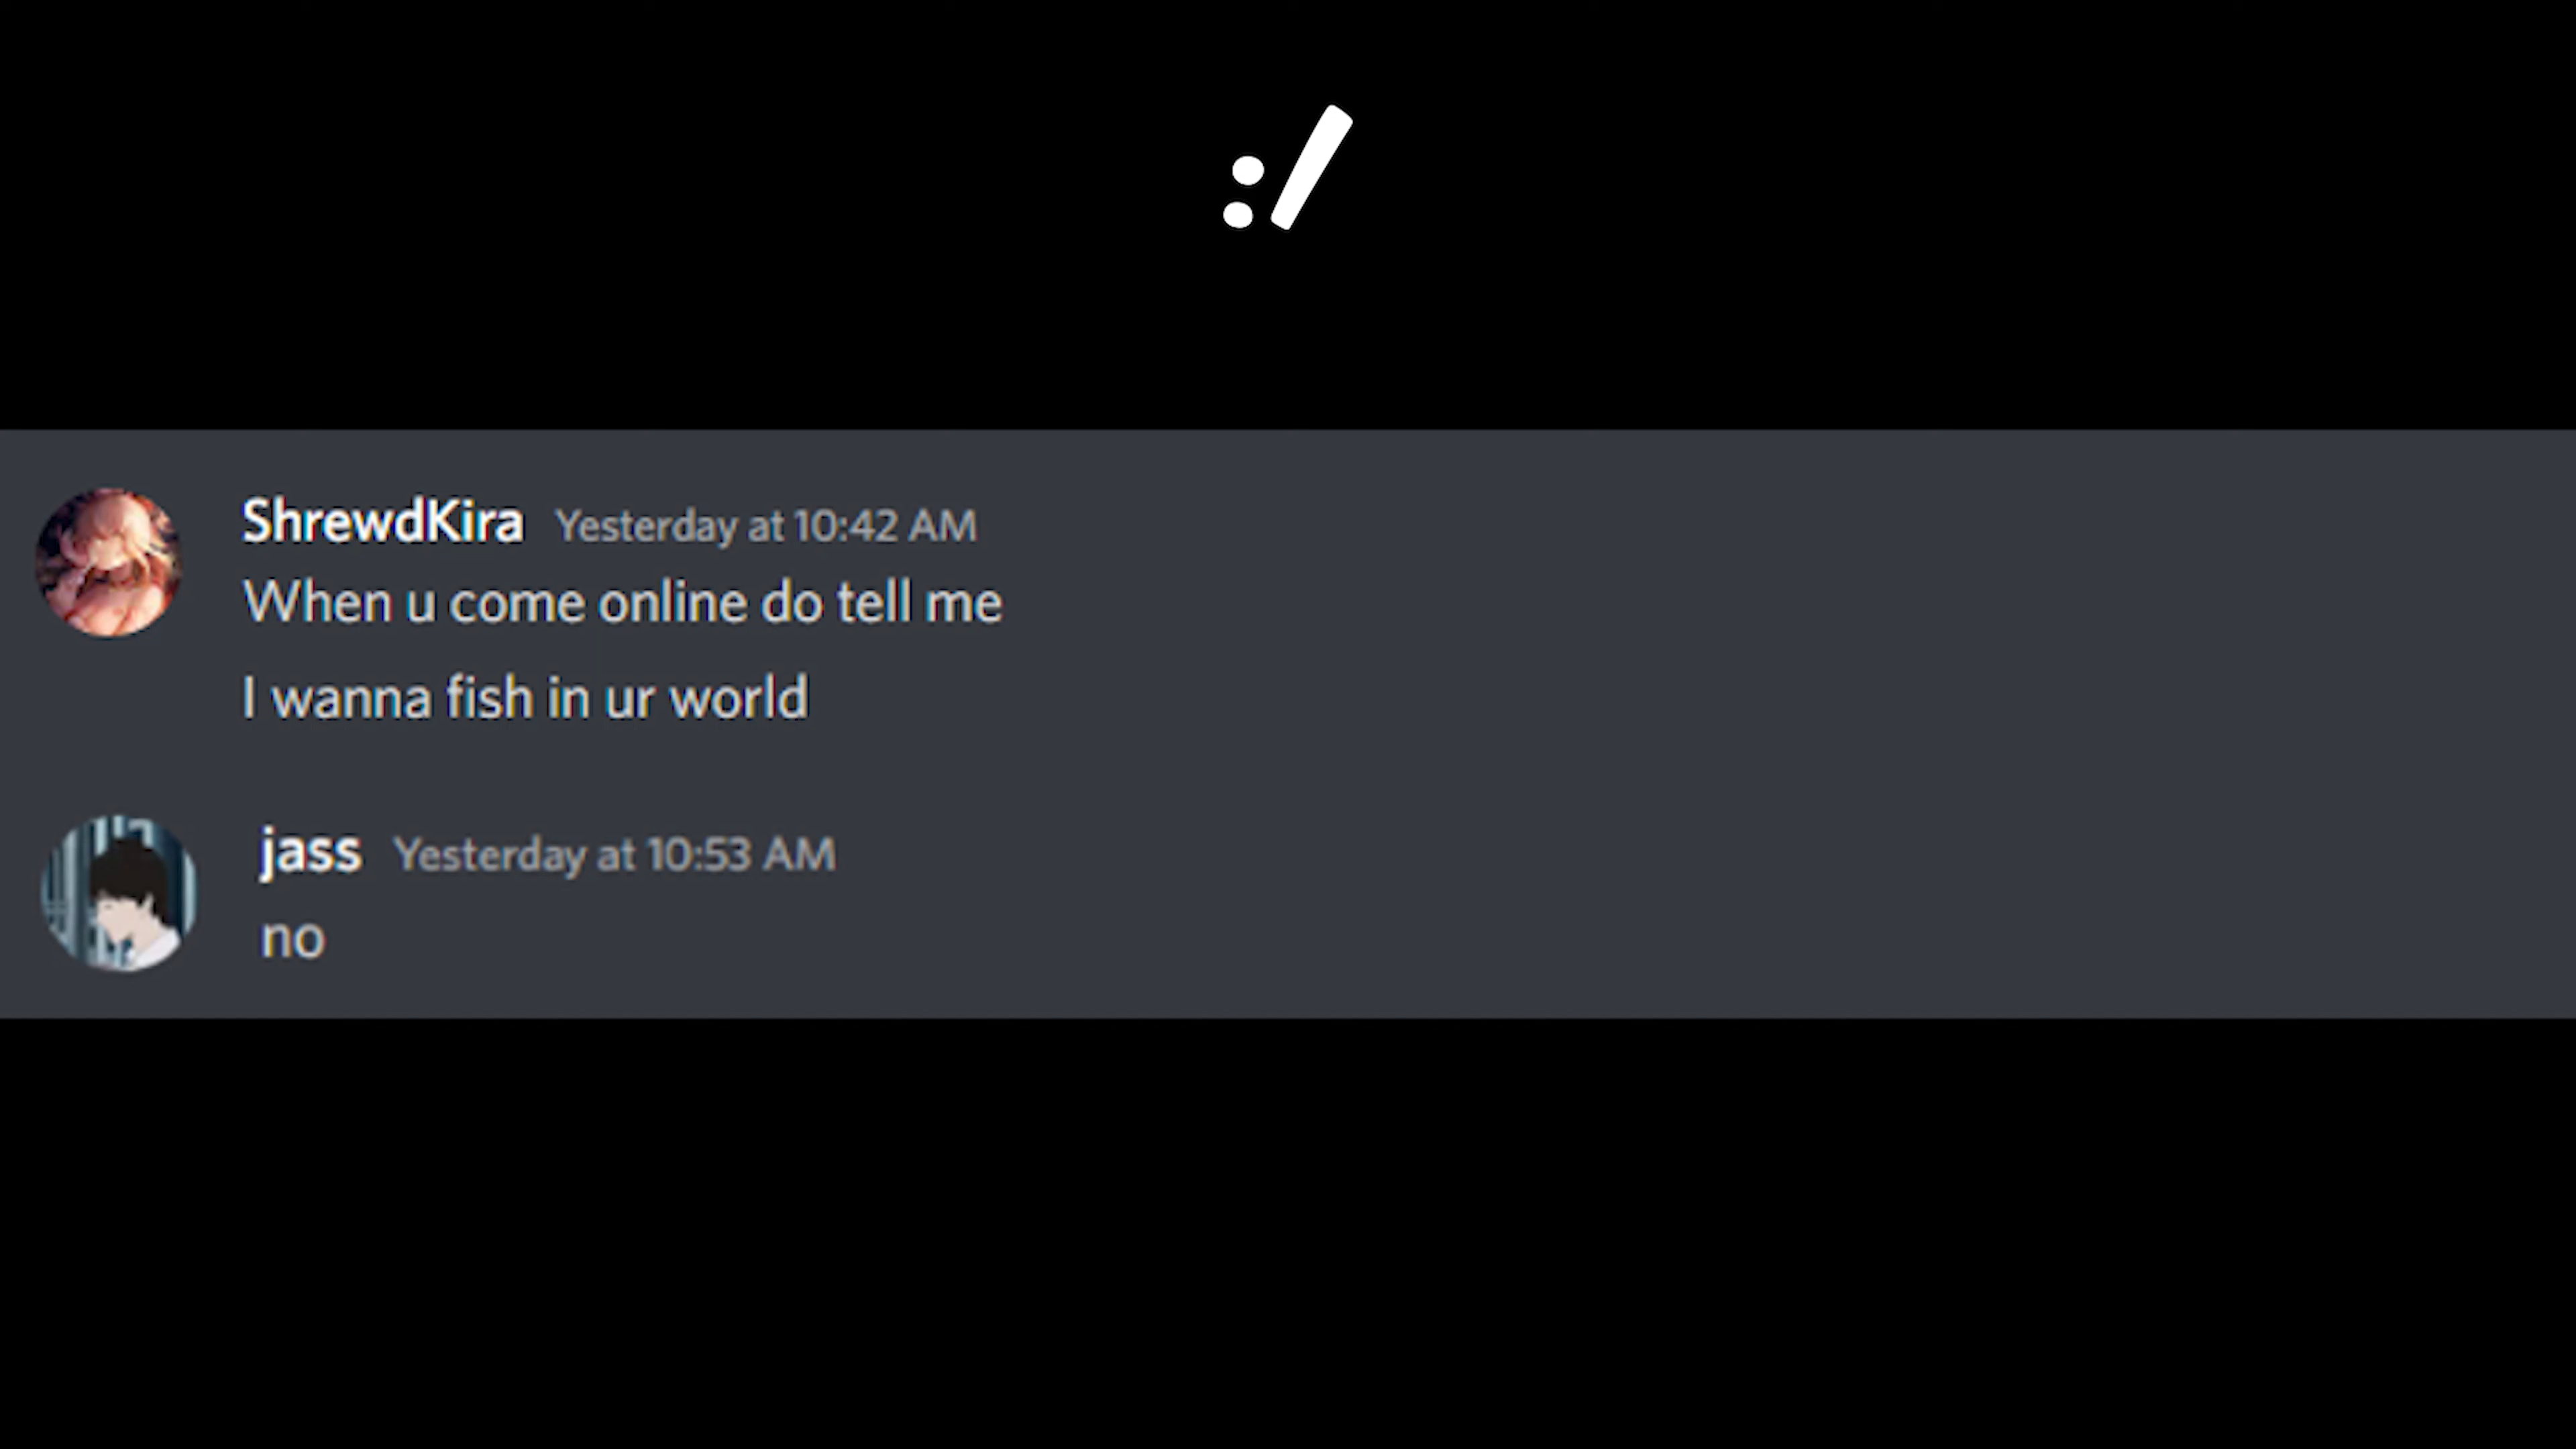 :/
ShrewdKira Yesterday at 10:42 AM
When u come online do tell me
I wanna fish in ur world
jass Yesterday at 10:53 AM
no